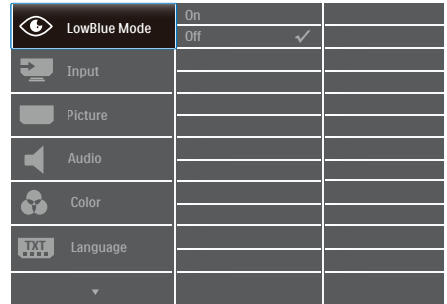 LowBlue Mode
On
Off
Input
Picture
Audio
Color
TXT
Language